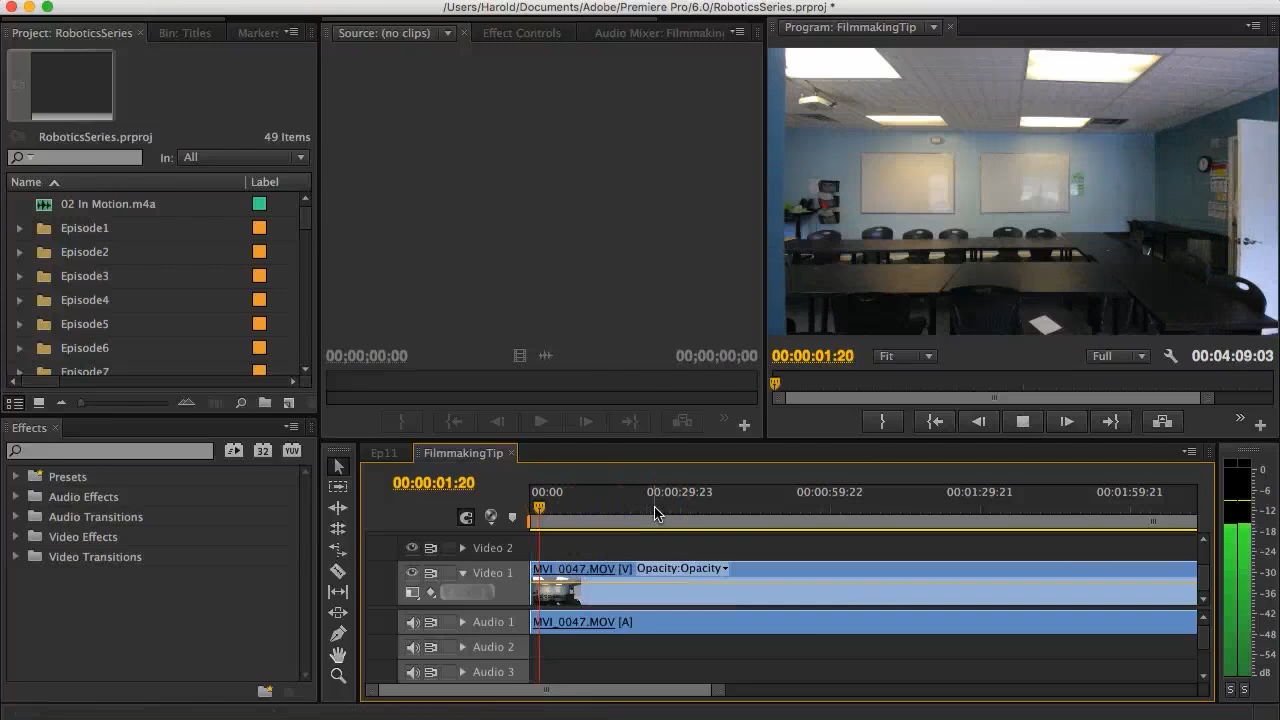 /Users/Harold/Documents/Adobe/Premiere Pro/6.0/RoboticsSeries.prproj *
Project: RoboticsSeries
Bin: Titles
Marker
Source: (no clips)
Effect Controls
Audio Mixer: Filmmakin
Program: FilmmakingTip
RoboticsSeries.prproj
49 Items
In: All
Name
Label
02 In Motion.m4a
Episode1
Episode2
Episode3
Episode4
Episode5
Episode6
Episode7
00;00;00;00
00;00;00;00
00:00:01:20
Fit
Full
00:04:09:03
Effects
32
YUV
Presets
Audio Effects
Audio Transitions
Video Effects
Video Transitions
Ep11
FilmmakingTip
00:00:01:20
00:00
00:00:29:23
00:00:59:22
00:01:29:21
00:01:59:21
Video 2
Video 1
MVI_0047.MOV [V] Opacity:Opacity
Audio 1
MVI_0047.MOV [A]
Audio 2
Audio 3
0
-6
-12
-18
-24
-30
-36
-42
-48
-54
dB
S S